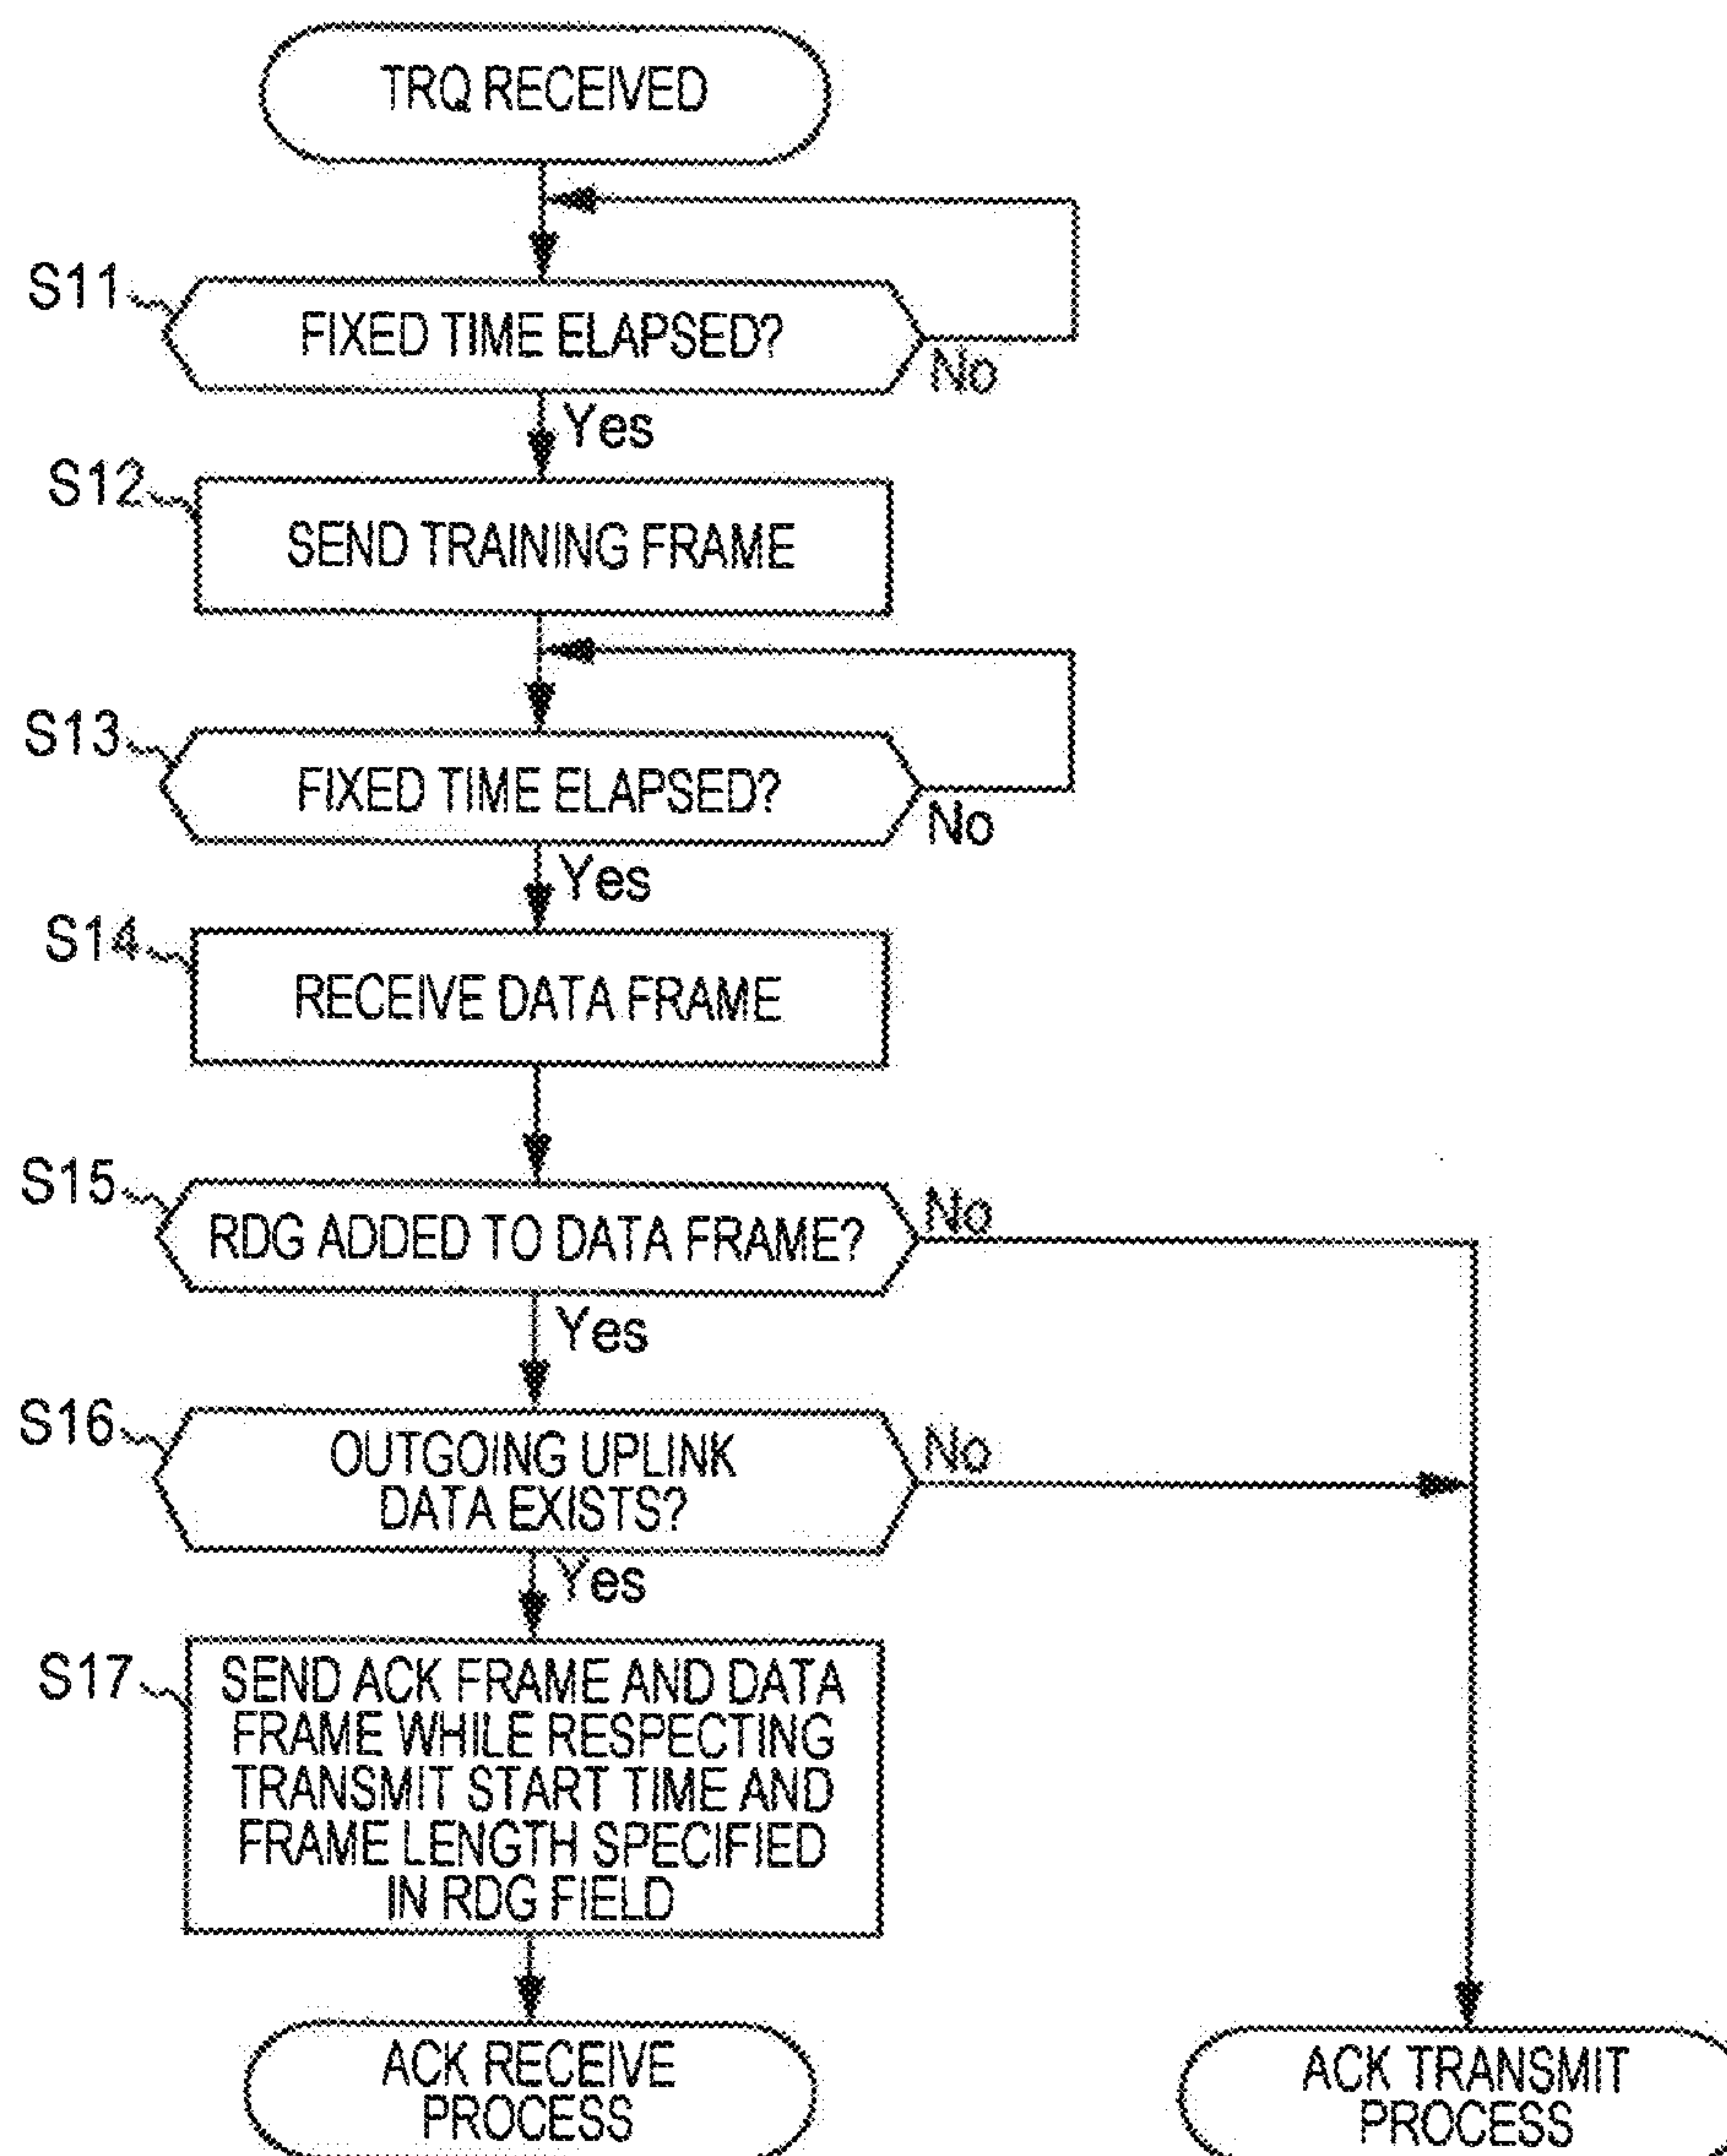 TRQ RECEIVED
S11
FIXED TIME ELAPSED?
No
Yes
S12
SEND TRAINING FRAME
S13
FIXED TIME ELAPSED?
No
Yes
S14
RECEIVE DATA FRAME
S15
RDG ADDED TO DATA FRAME?
No
Yes
S16
OUTGOING UPLINK
DATA EXISTS?
No
Yes
S17
SEND ACK FRAME AND DATA
FRAME WHILE RESPECTING
TRANSMIT START TIME AND
FRAME LENGTH SPECIFIED
IN RDG FIELD
ACK RECEIVE
PROCESS
ACK TRANSMIT
PROCESS